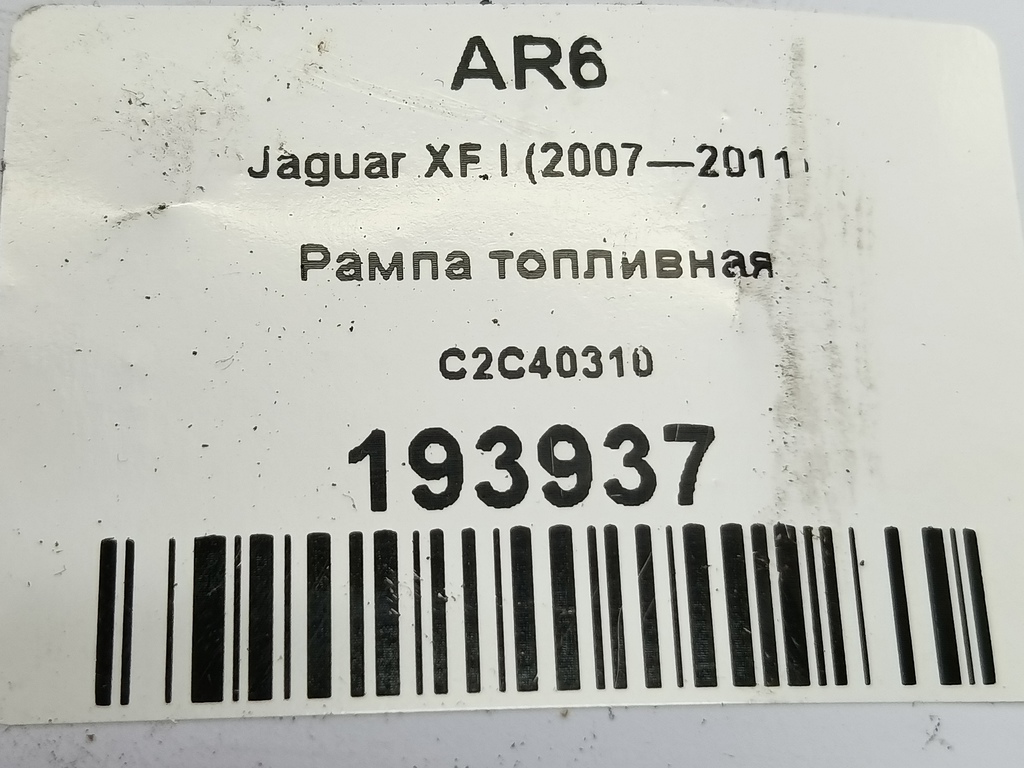 AR6
Jaguar XF I (2007—2011)
Рампа топливная
C2C40310
193937